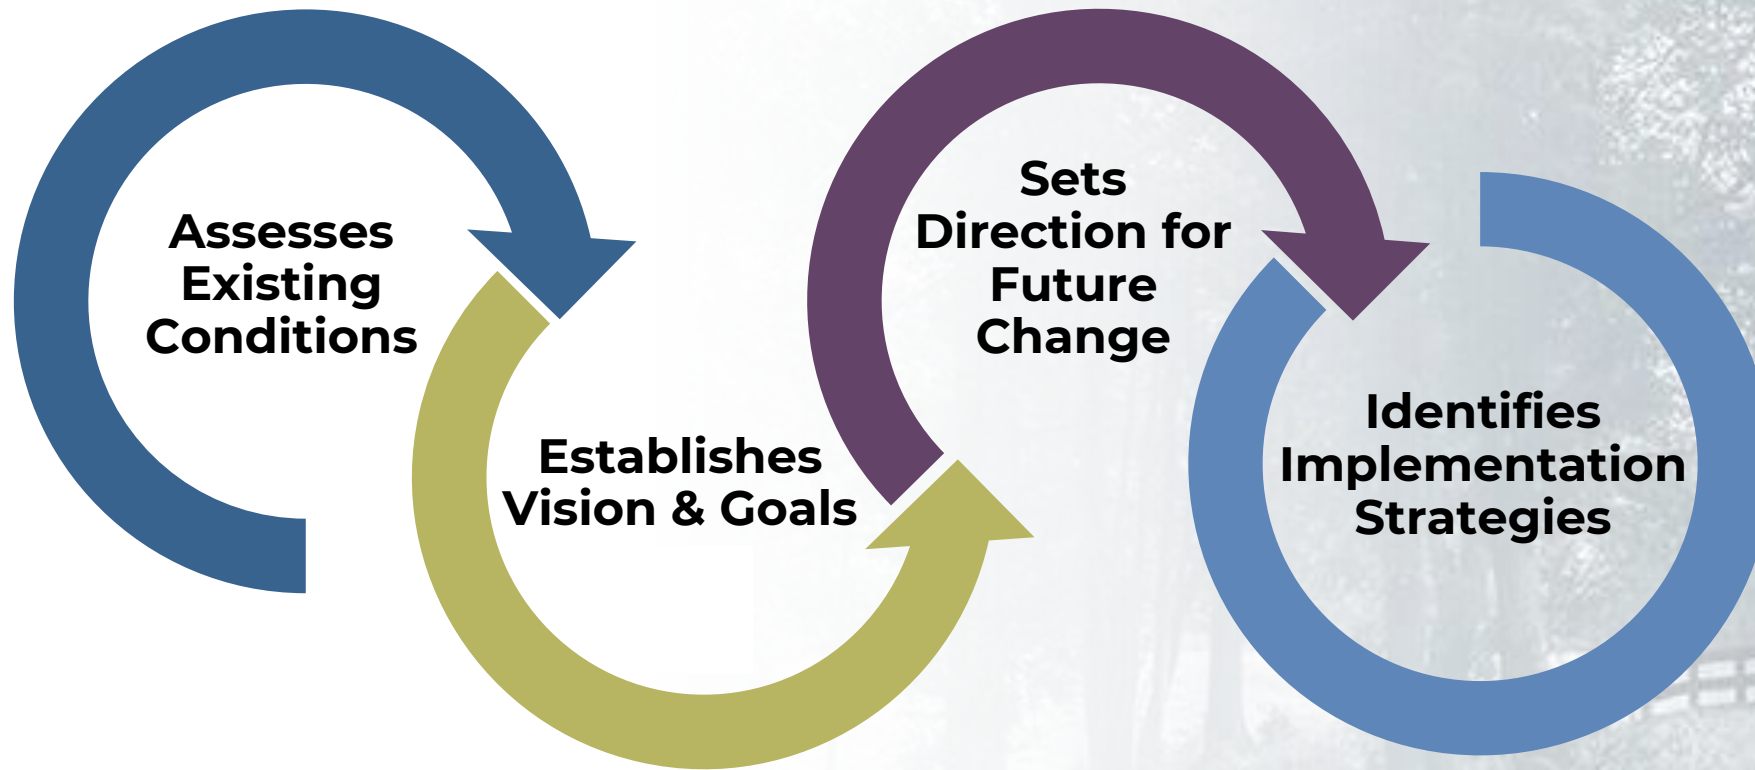 Assesses
Existing
Conditions
Establishes
Vision & Goals
Sets
Direction for
Future
Change
Identifies
Implementation
Strategies